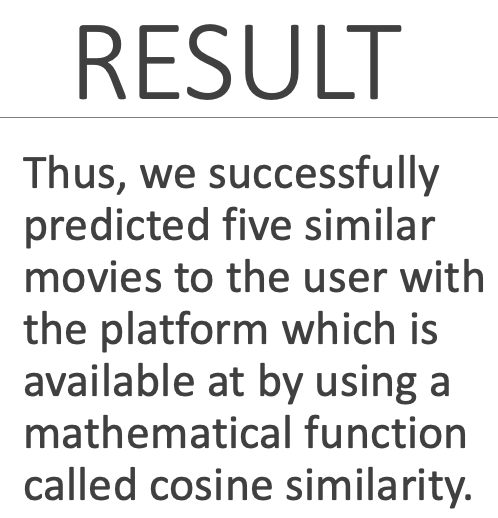 RESULT
Thus, we successfully
predicted five similar
movies to the user with
the platform which is
available at by using a
mathematical function
called cosine similarity.